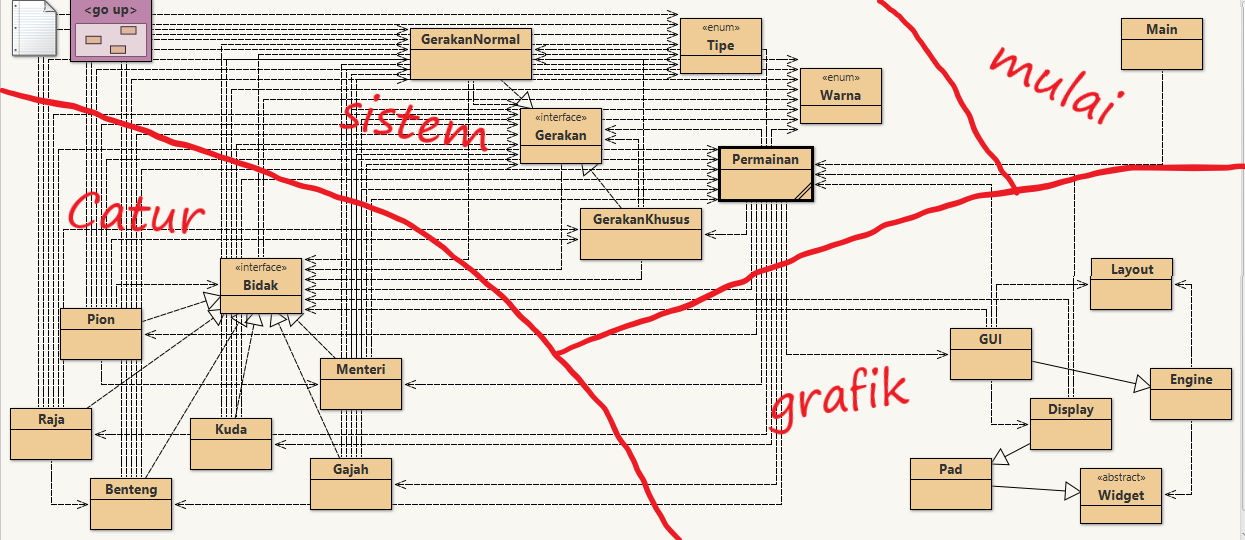 <go up>
GerakanNormal
«enum»
Tipe
Main
mulai
«enum»
Warna
sistem
«interface»
Gerakan
Permainan
Catur
GerakanKhusus
«interface»
Bidak
Layout
Pion
GUI
Menteri
Engine
grafik
Display
Raja
Kuda
Gajah
Pad
Benteng
«abstract»
Widget